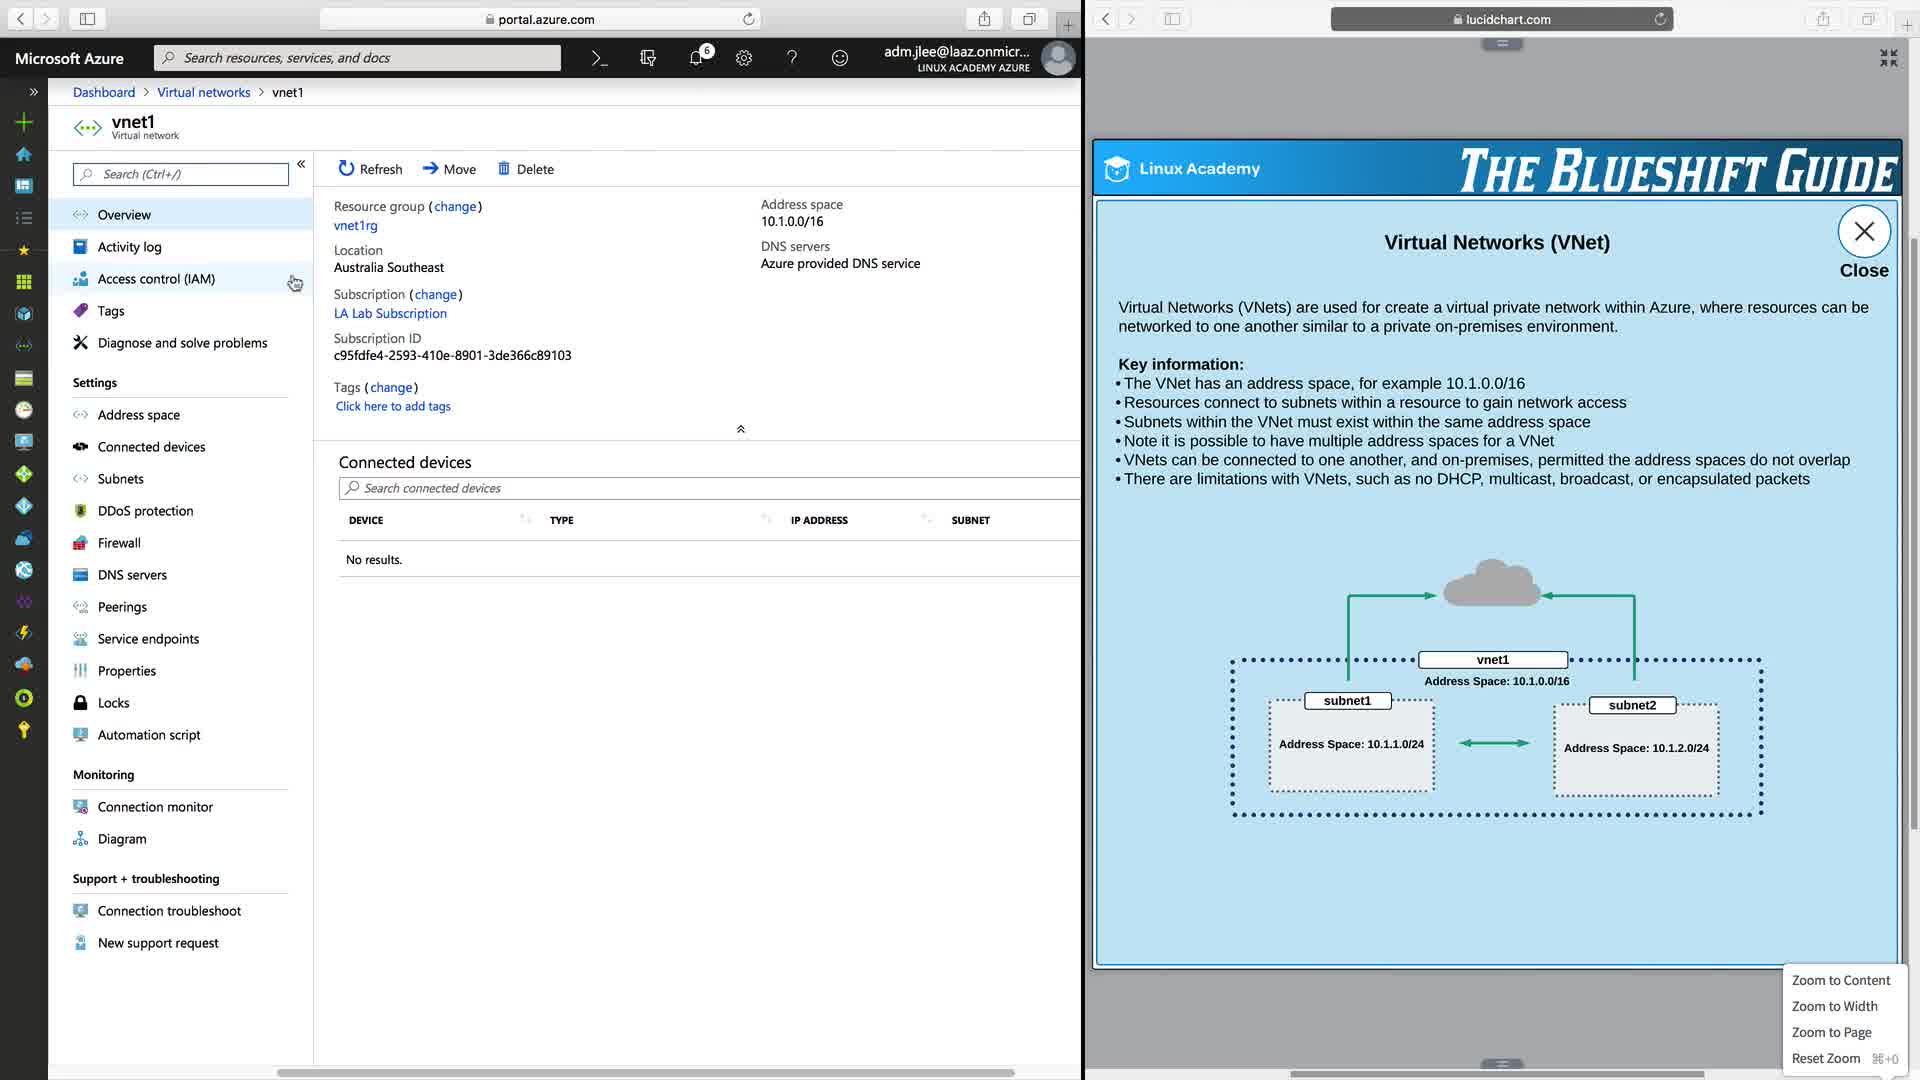 portal.azure.com
Microsoft Azure
Search resources, services, and docs
6
adm.jlee@laaz.onmicr...
LINUX ACADEMY AZURE
Dashboard > Virtual networks > vnet1
vnet1
Virtual network
Search (Ctrl+/)
Overview
Activity log
Access control (IAM)
Tags
Diagnose and solve problems
Settings
Address space
Connected devices
Subnets
DDoS protection
Firewall
DNS servers
Peerings
Service endpoints
Properties
Locks
Automation script
Monitoring
Connection monitor
Diagram
Support + troubleshooting
Connection troubleshoot
New support request
Refresh Move Delete
Resource group (change)
vnet1rg
Location
Australia Southeast
Subscription (change)
LA Lab Subscription
Subscription ID
c95fdfe4-2593-410e-8901-3de366c89103
Tags (change)
Click here to add tags
Address space
10.1.0.0/16
DNS servers
Azure provided DNS service
Connected devices
Search connected devices
DEVICE TYPE IP ADDRESS SUBNET
No results.
lucidchart.com
Linux Academy
THE BLUESHIFT GUIDE
Virtual Networks (VNet)
Close
Virtual Networks (VNets) are used for create a virtual private network within Azure, where resources can be
networked to one another similar to a private on-premises environment.
Key information:
• The VNet has an address space, for example 10.1.0.0/16
• Resources connect to subnets within a resource to gain network access
• Subnets within the VNet must exist within the same address space
• Note it is possible to have multiple address spaces for a VNet
• VNets can be connected to one another, and on-premises, permitted the address spaces do not overlap
• There are limitations with VNets, such as no DHCP, multicast, broadcast, or encapsulated packets
vnet1
Address Space: 10.1.0.0/16
subnet1
Address Space: 10.1.1.0/24
subnet2
Address Space: 10.1.2.0/24
Zoom to Content
Zoom to Width
Zoom to Page
Reset Zoom ⌘+0